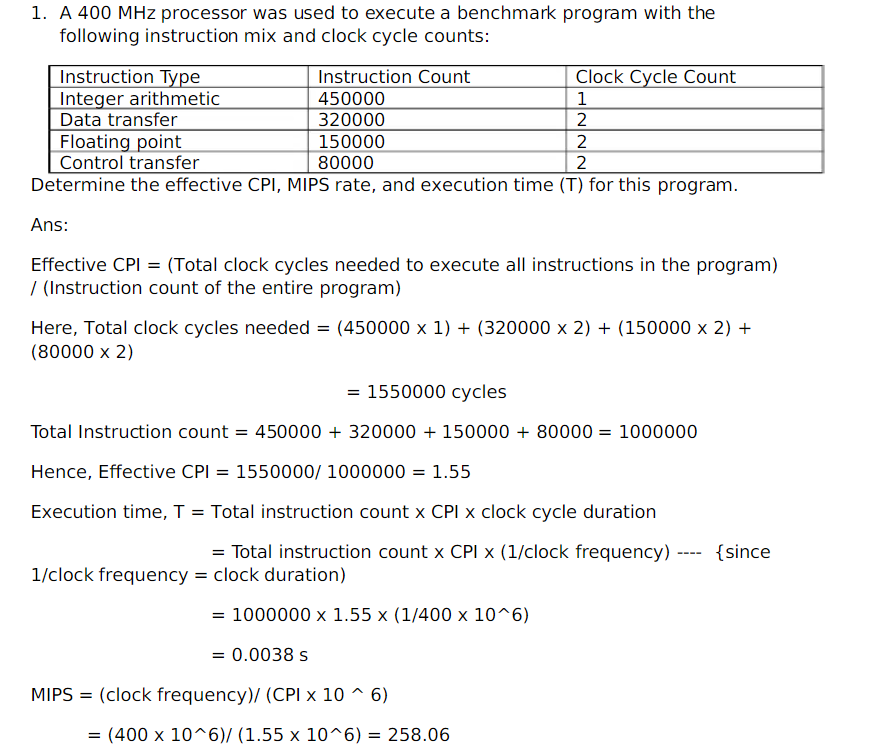 1. A 400 MHz processor was used to execute a benchmark program with the
following instruction mix and clock cycle counts:
Instruction Type Instruction Count Clock Cycle Count
Integer arithmetic 450000 1
Data transfer 320000 2
Floating point 150000 2
Control transfer 80000 2
Determine the effective CPI, MIPS rate, and execution time (T) for this program.
Ans:
Effective CPI = (Total clock cycles needed to execute all instructions in the program)
/ (Instruction count of the entire program)
Here, Total clock cycles needed = (450000 x 1) + (320000 x 2) + (150000 x 2) +
(80000 x 2)
= 1550000 cycles
Total Instruction count = 450000 + 320000 + 150000 + 80000 = 1000000
Hence, Effective CPI = 1550000/ 1000000 = 1.55
Execution time, T = Total instruction count x CPI x clock cycle duration
= Total instruction count x CPI x (1/clock frequency) ---- {since
1/clock frequency = clock duration)
= 1000000 x 1.55 x (1/400 x 10^6)
= 0.0038 s
MIPS = (clock frequency)/ (CPI x 10 ^ 6)
= (400 x 10^6)/ (1.55 x 10^6) = 258.06